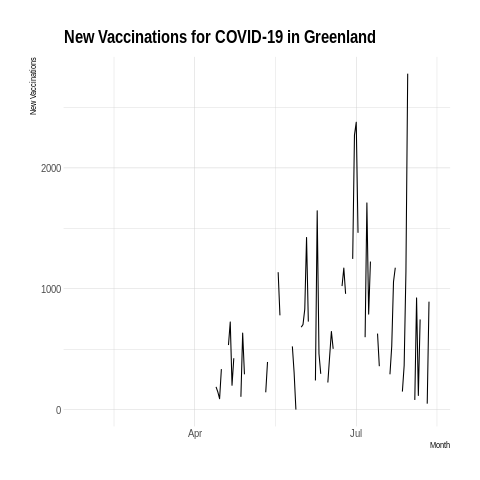 New Vaccinations for COVID-19 in Greenland
New Vaccinations
2000
1000
0
Apr
Jul
Month